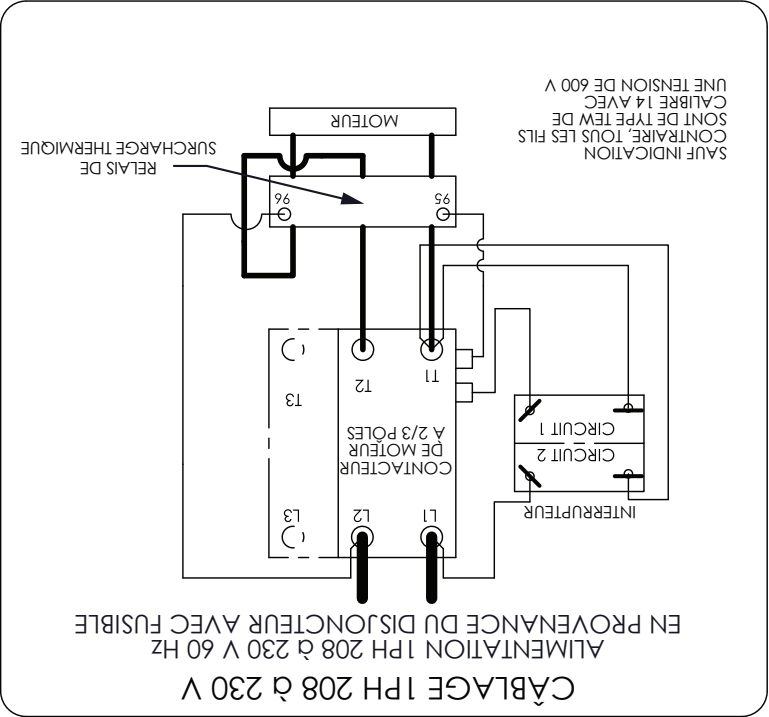 CÂBLAGE 1PH 208 à 230 V
ALIMENTATION 1PH 208 à 230 V 60 Hz
EN PROVENANCE DU DISJONCTEUR AVEC FUSIBLE
L1
L2
L3
INTERRUPTEUR
CIRCUIT 2
CIRCUIT 1
CONTACTEUR
DE MOTEUR
À 2/3 PÔLES
T1
T2
T3
95
96
RELAIS DE
SURCHARGE THERMIQUE
MOTEUR
SAUF INDICATION
CONTRAIRE, TOUS LES FILS
SONT DE TYPE TEW DE
CALIBRE 14 AVEC
UNE TENSION DE 600 V